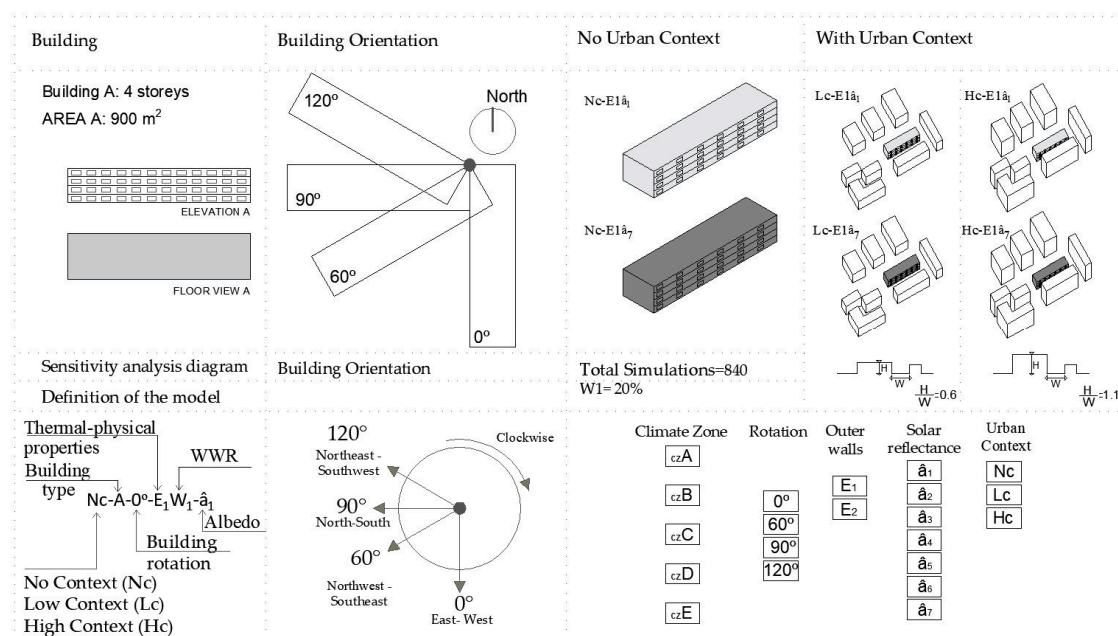 Building
Building Orientation
No Urban Context
With Urban Context
Building A: 4 storeys
AREA A: 900 m²
ELEVATION A
FLOOR VIEW A
120º
North
90º
60º
0º
Nc-E1â₁
Nc-E1â₇
Lc-E1â₁
Hc-E1â₁
Lc-E1â₇
Hc-E1â₇
Sensitivity analysis diagram
Building Orientation
Total Simulations=840
W1= 20%
H
W
H/W=0.6
H
W
H/W=1.1
Definition of the model
Thermal-physical
properties
Building
type
WWR
Nc-A-0º-E₁W₁-â₁
Albedo
Building
rotation
No Context (Nc)
Low Context (Lc)
High Context (Hc)
120°
Northeast -
Southwest
Clockwise
90°
North-South
60°
Northwest -
Southeast
0°
East- West
Climate Zone
czA
czB
czC
czD
czE
Rotation
0º
60º
90º
120º
Outer
walls
E₁
E₂
Solar
reflectance
â₁
â₂
â₃
â₄
â₅
â₆
â₇
Urban
Context
Nc
Lc
Hc